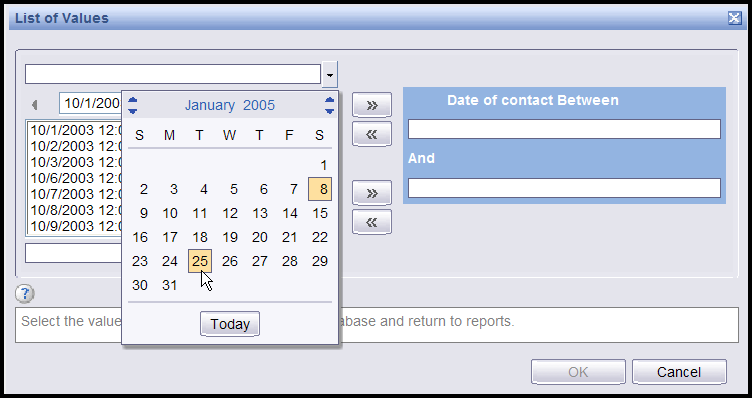 List of Values
10/1/200
January 2005
S M T W T F S
1
2 3 4 5 6 7 8
9 10 11 12 13 14 15
16 17 18 19 20 21 22
23 24 25 26 27 28 29
30 31
Today
10/1/2003 12:0
10/2/2003 12:0
10/3/2003 12:0
10/6/2003 12:0
10/7/2003 12:0
10/8/2003 12:0
10/9/2003 12:0
»
«
»
«
Date of contact Between
And
?
Select the value
abase and return to reports.
OK Cancel